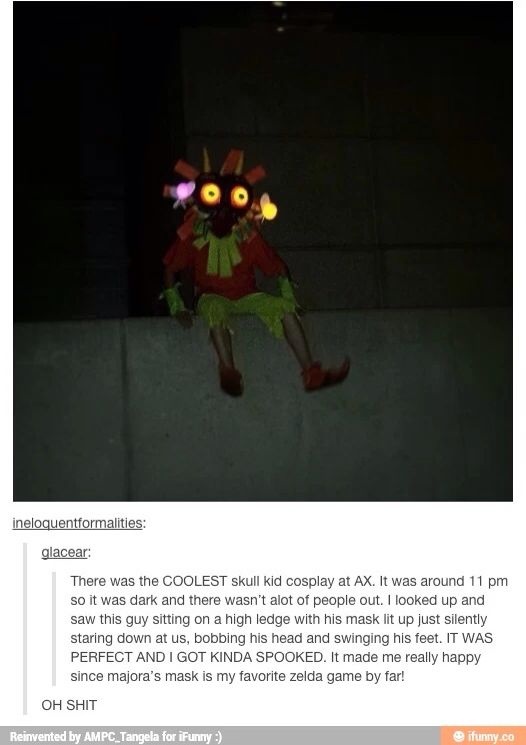 ineloquentformalities:
glacear:
There was the COOLEST skull kid cosplay at AX. It was around 11 pm
so it was dark and there wasn't alot of people out. I looked up and
saw this guy sitting on a high ledge with his mask lit up just silently
staring down at us, bobbing his head and swinging his feet. IT WAS
PERFECT AND I GOT KINDA SPOOKED. It made me really happy
since majora's mask is my favorite zelda game by far!
OH SHIT
Reinvented by AMPC_Tangela for iFunny :)
ifunny.co